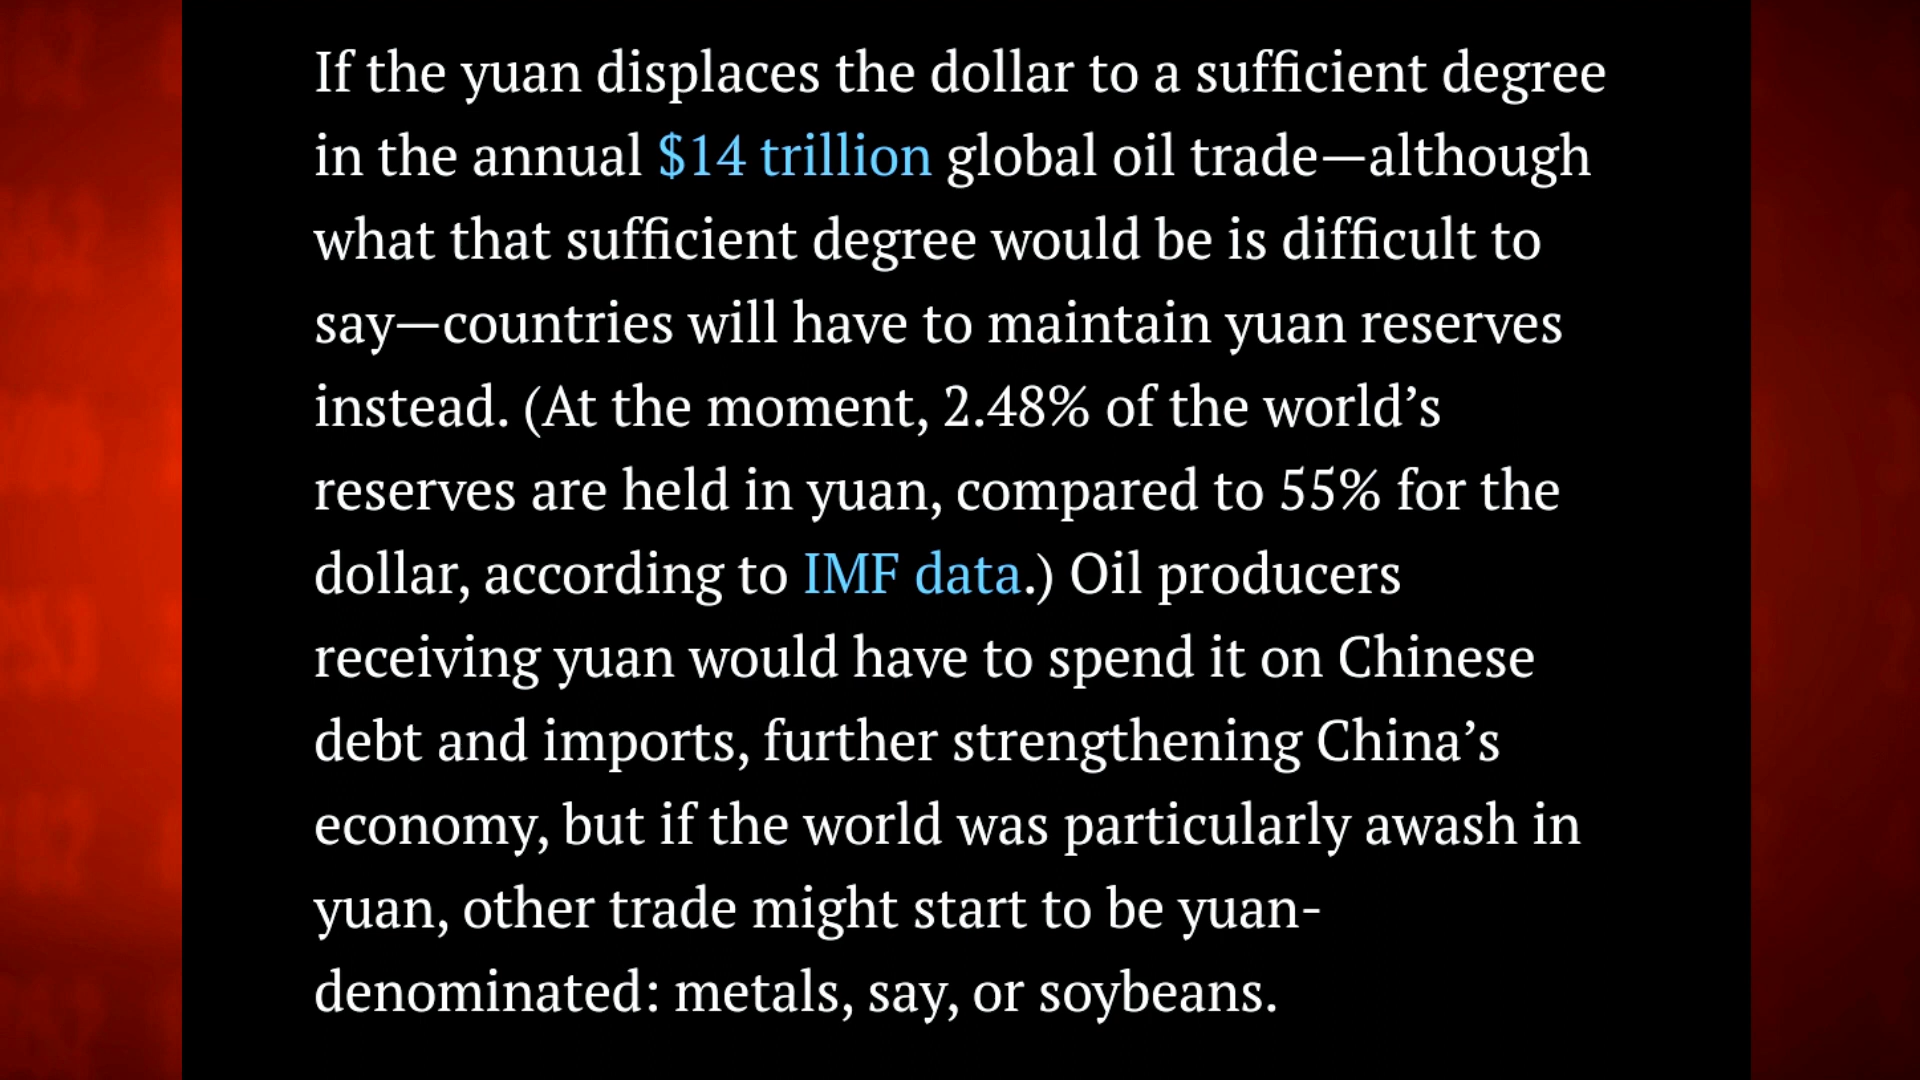 If the yuan displaces the dollar to a sufficient degree
in the annual $14 trillion global oil trade—although
what that sufficient degree would be is difficult to
say—countries will have to maintain yuan reserves
instead. (At the moment, 2.48% of the world’s
reserves are held in yuan, compared to 55% for the
dollar, according to IMF data.) Oil producers
receiving yuan would have to spend it on Chinese
debt and imports, further strengthening China’s
economy, but if the world was particularly awash in
yuan, other trade might start to be yuan-
denominated: metals, say, or soybeans.